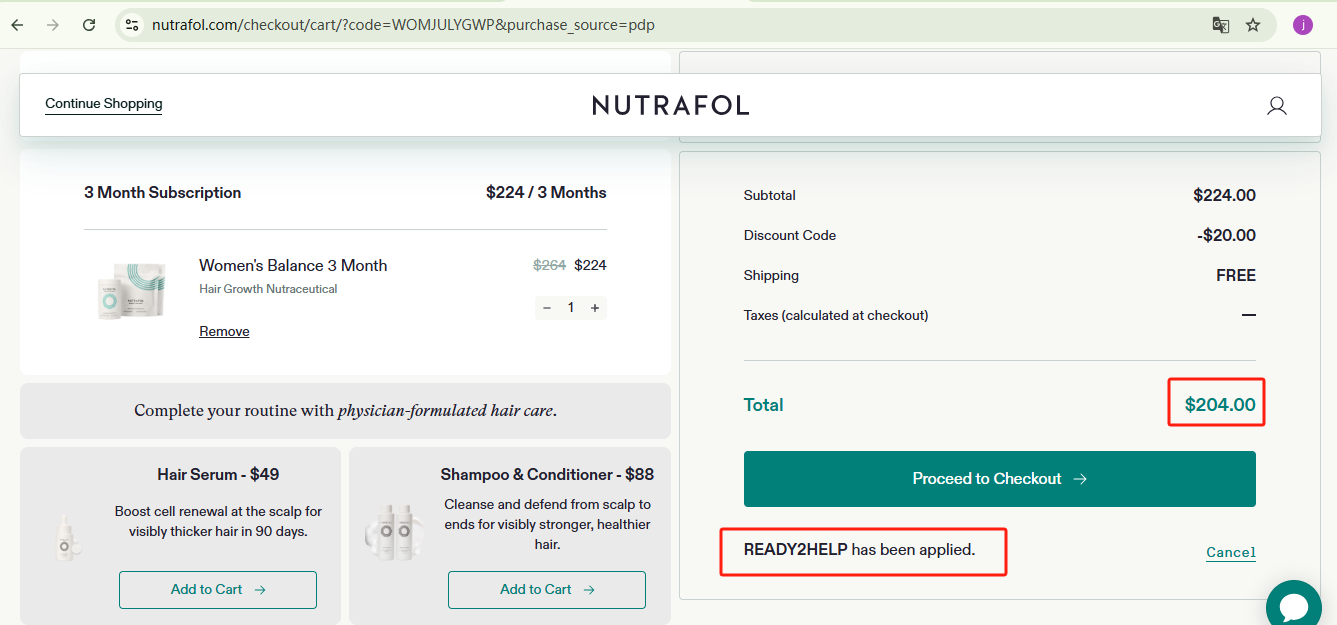 nutrafol.com/checkout/cart/?code=WOMJULYGWP&purchase_source=pdp
j
Continue Shopping
NUTRAFOL
3 Month Subscription
$224 / 3 Months
Women's Balance 3 Month
$264 $224
Hair Growth Nutraceutical
− 1 +
Remove
Complete your routine with physician-formulated hair care.
Hair Serum - $49
Boost cell renewal at the scalp for
visibly thicker hair in 90 days.
Add to Cart →
Shampoo & Conditioner - $88
Cleanse and defend from scalp to
ends for visibly stronger, healthier
hair.
Add to Cart →
Subtotal
$224.00
Discount Code
-$20.00
Shipping
FREE
Taxes (calculated at checkout)
—
Total
$204.00
Proceed to Checkout →
READY2HELP has been applied.
Cancel